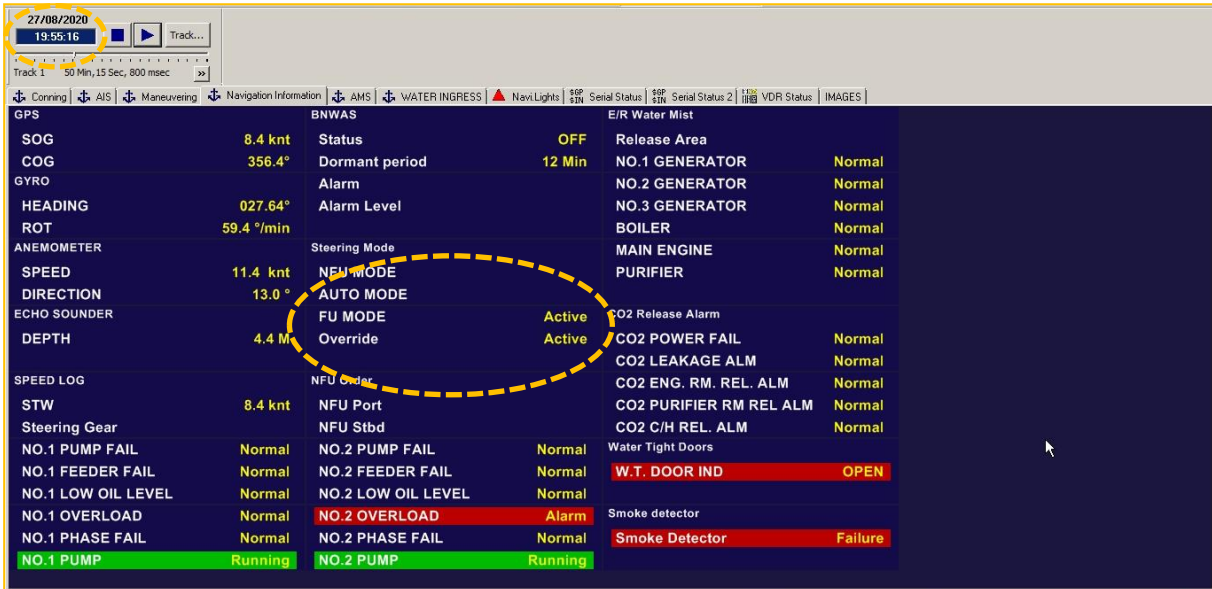 27/08/2020
19:55:16 Track...
Track 1 50 Min,15 Sec, 800 msec »
Conning AIS Maneuvering Navigation Information AMS WATER INGRESS Navi.Lights Serial Status Serial Status 2 VDR Status IMAGES
GPS
SOG 8.4 knt
COG 356.4°
GYRO
HEADING 027.64°
ROT 59.4 °/min
ANEMOMETER
SPEED 11.4 knt
DIRECTION 13.0 °
ECHO SOUNDER
DEPTH 4.4 M
SPEED LOG
STW 8.4 knt
Steering Gear
NO.1 PUMP FAIL Normal
NO.1 FEEDER FAIL Normal
NO.1 LOW OIL LEVEL Normal
NO.1 OVERLOAD Normal
NO.1 PHASE FAIL Normal
NO.1 PUMP Running
BNWAS
Status OFF
Dormant period 12 Min
Alarm
Alarm Level
Steering Mode
NFU MODE
AUTO MODE
FU MODE Active
Override Active
NFU Order
NFU Port
NFU Stbd
NO.2 PUMP FAIL Normal
NO.2 FEEDER FAIL Normal
NO.2 LOW OIL LEVEL Normal
NO.2 OVERLOAD Alarm
NO.2 PHASE FAIL Normal
NO.2 PUMP Running
E/R Water Mist
Release Area
NO.1 GENERATOR Normal
NO.2 GENERATOR Normal
NO.3 GENERATOR Normal
BOILER Normal
MAIN ENGINE Normal
PURIFIER Normal
CO2 Release Alarm
CO2 POWER FAIL Normal
CO2 LEAKAGE ALM Normal
CO2 ENG. RM. REL. ALM Normal
CO2 PURIFIER RM REL ALM Normal
CO2 C/H REL. ALM Normal
Water Tight Doors
W.T. DOOR IND OPEN
Smoke detector
Smoke Detector Failure